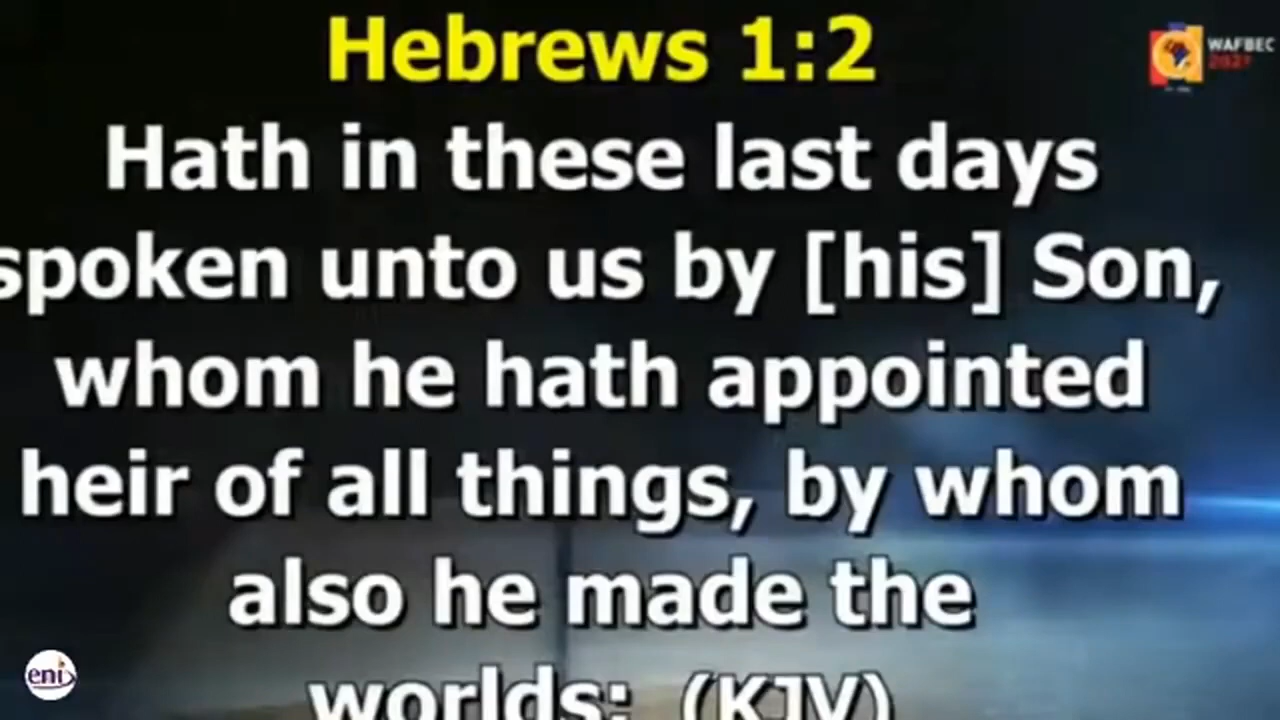 Hebrews 1:2
WAFBEC
Hath in these last days
spoken unto us by [his] Son,
whom he hath appointed
heir of all things, by whom
also he made the
worlds: (KJV)
eni